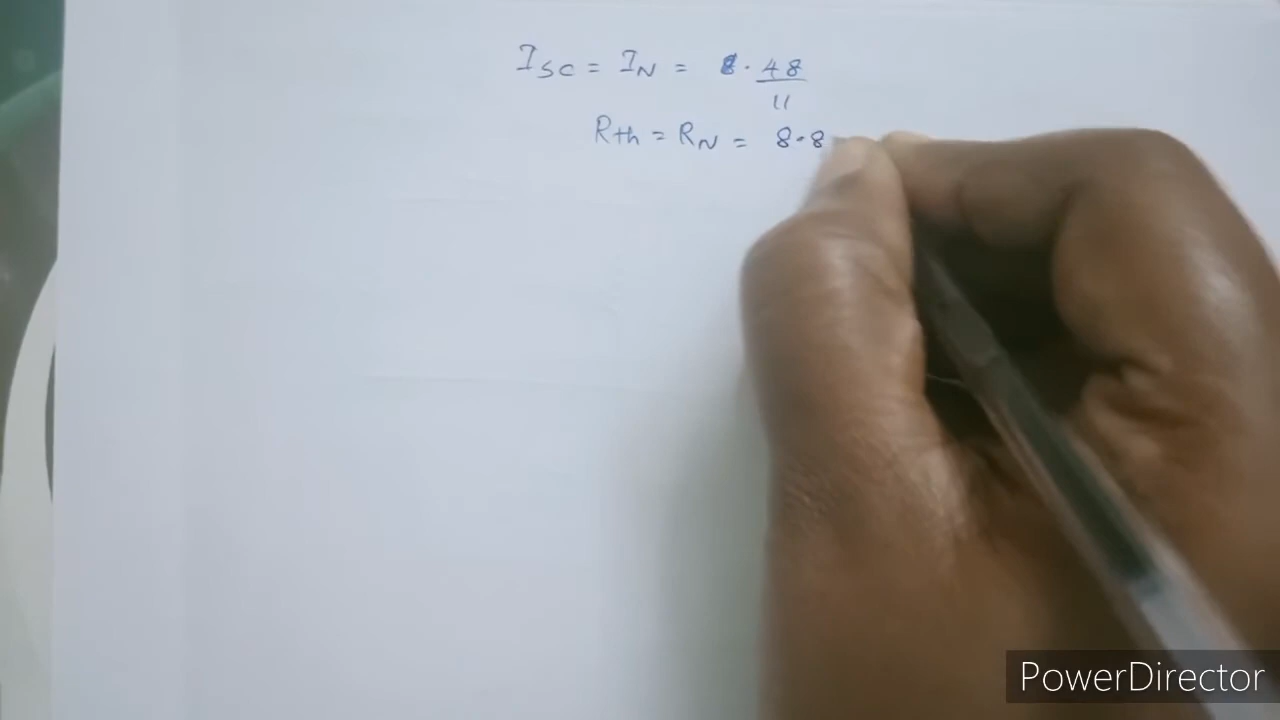 Isc = IN = 8. 48
11
Rth = RN = 8.8
PowerDirector